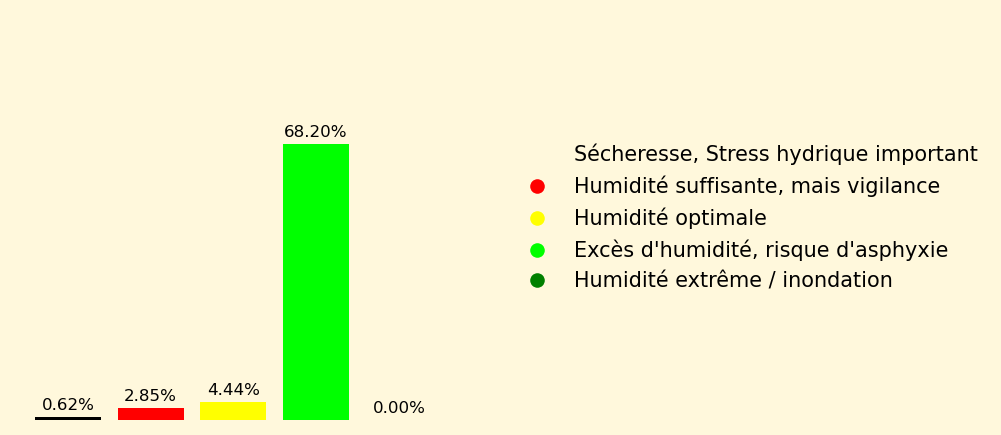 68.20%
4.44%
2.85%
0.62%
0.00%
Sécheresse, Stress hydrique important
Humidité suffisante, mais vigilance
Humidité optimale
Excès d'humidité, risque d'asphyxie
Humidité extrême / inondation